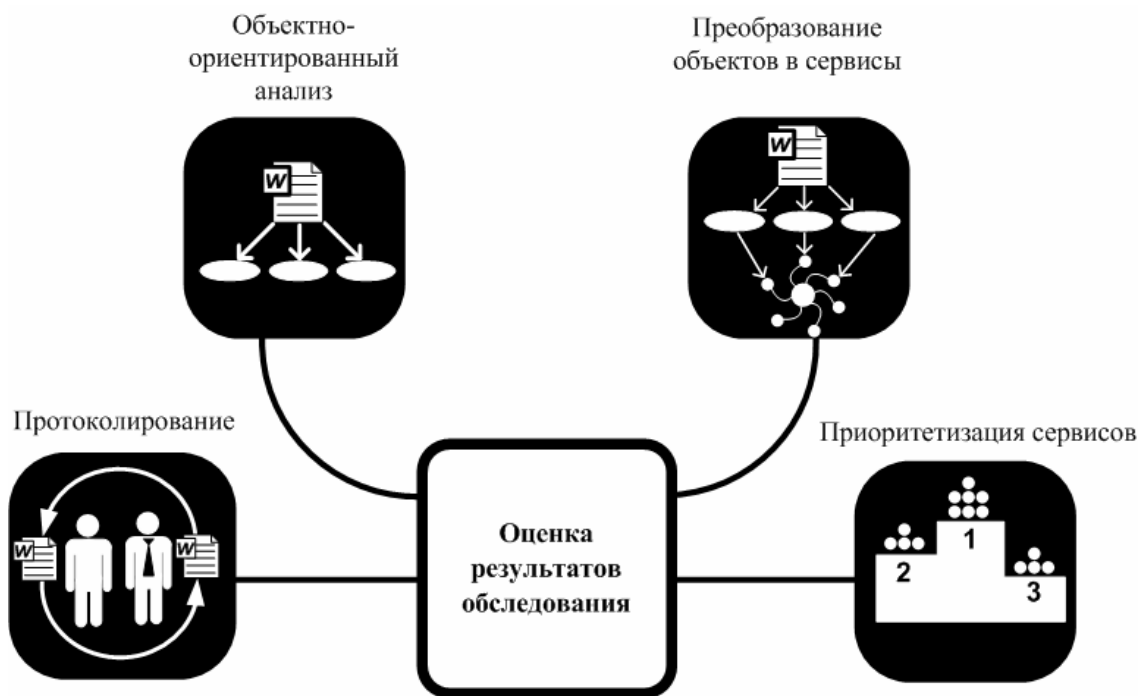 Объектно-
ориентированный
анализ
Преобразование
объектов в сервисы
W
W
Протоколирование
Приоритетизация сервисов
W
W
Оценка
результатов
обследования
1
2
3